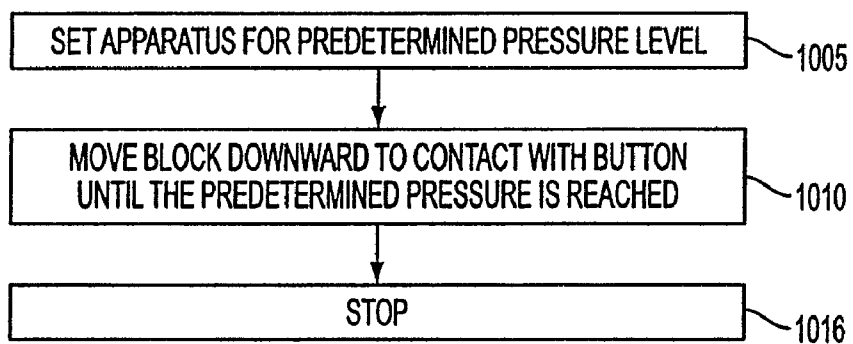 SET APPARATUS FOR PREDETERMINED PRESSURE LEVEL
1005
MOVE BLOCK DOWNWARD TO CONTACT WITH BUTTON
UNTIL THE PREDETERMINED PRESSURE IS REACHED
1010
STOP
1016